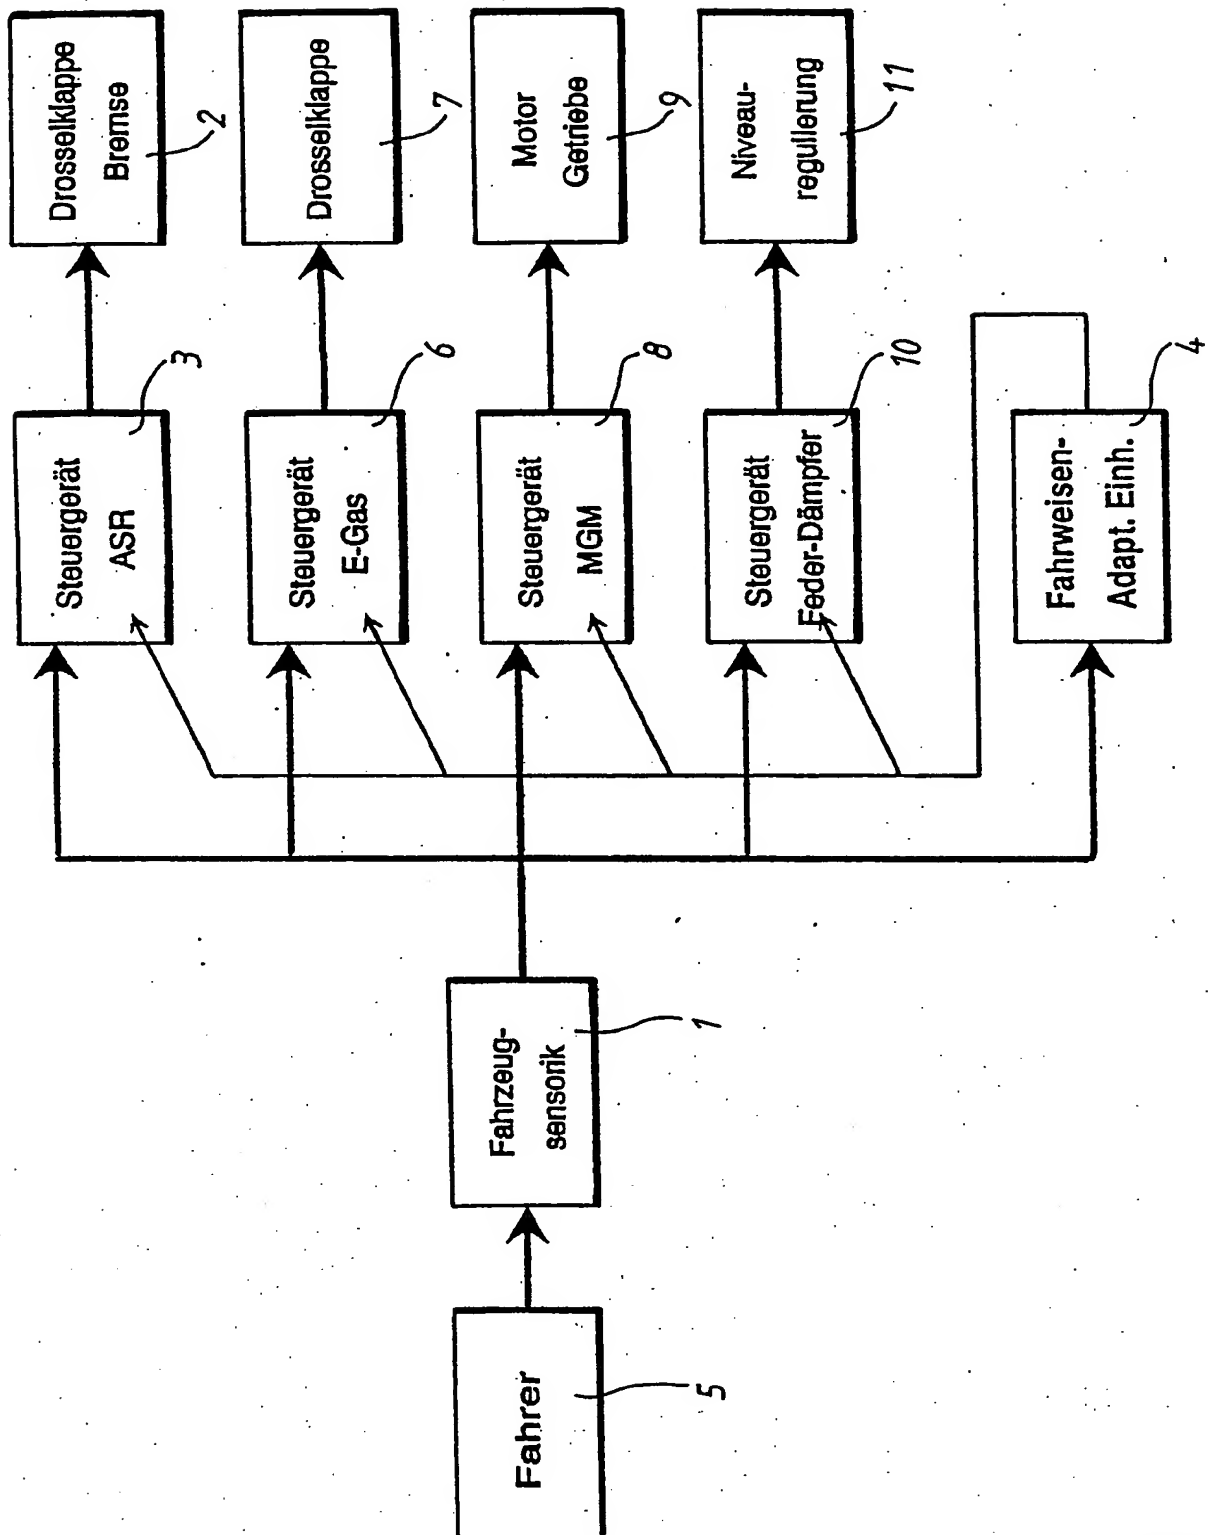 Drosselklappe
Bremse
2
Drosselklappe
7
Motor
Getriebe
9
Niveau-
regulierung
11
Steuergerät
ASR
3
Steuergerät
E-Gas
6
Steuergerät
MGM
8
Steuergerät
Feder-Dämpfer
10
Fahrweisen-
Adapt. Einh.
4
Fahrzeug-
sensorik
1
Fahrer
5